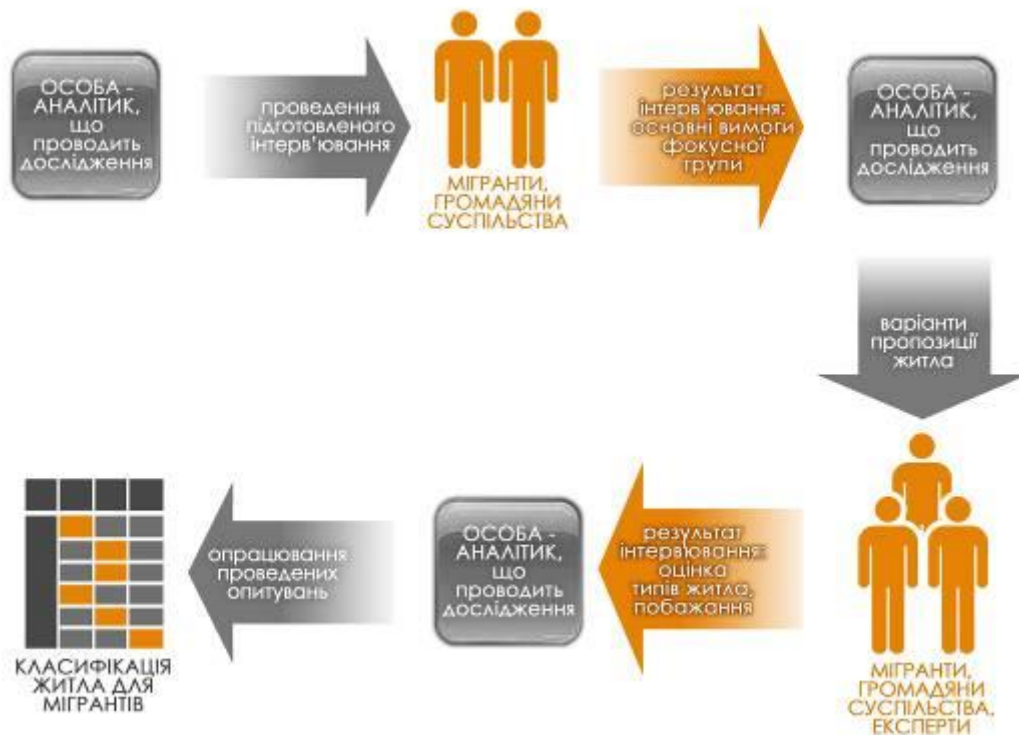 ОСОБА -
АНАЛІТИК,
що
проводить
дослідження
проведення
підготовленого
інтерв’ювання
МІГРАНТИ,
ГРОМАДЯНИ
СУСПІЛЬСТВА
результат
інтерв'ювання:
основні вимоги
фокусної
групи
ОСОБА -
АНАЛІТИК,
що
проводить
дослідження
варіанти
пропозиції
житла
МІГРАНТИ,
ГРОМАДЯНИ
СУСПІЛЬСТВА,
ЕКСПЕРТИ
результат
інтерв'ювання:
оцінка
типів житла,
побажання
ОСОБА -
АНАЛІТИК,
що
проводить
дослідження
опрацювання
проведених
опитувань
КЛАСИФІКАЦІЯ
ЖИТЛА ДЛЯ
МІГРАНТІВ